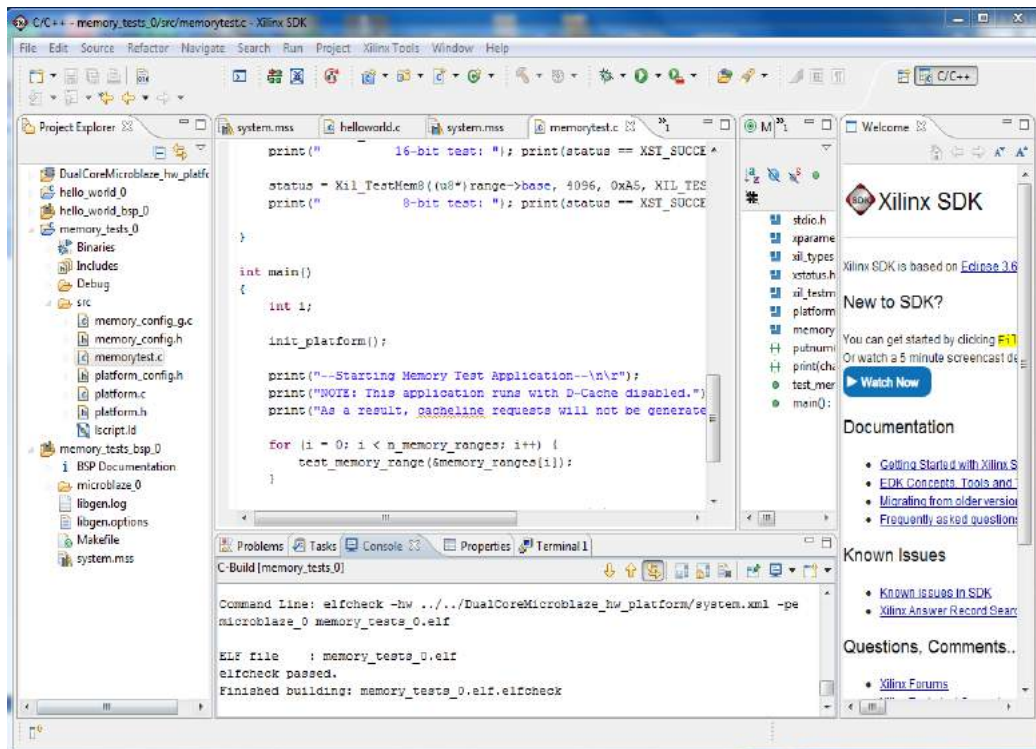 C/C++ - memory_tests_0/src/memorytest.c - Xilinx SDK
File Edit Source Refactor Navigate Search Run Project Xilinx Tools Window Help
C/C++
Project Explorer
DualCoreMicroblaze_hw_platfo
hello_world_0
hello_world_bsp_0
memory_tests_0
Binaries
Includes
Debug
src
memory_config_g.c
memory_config.h
memorytest.c
platform_config.h
platform.c
platform.h
lscript.ld
memory_tests_bsp_0
BSP Documentation
microblaze_0
libgen.log
libgen.options
Makefile
system.mss
system.mss helloworld.c system.mss memorytest.c »1
print("          16-bit test: "); print(status == XST_SUCCE
status = Xil_TestMem8((u8*)range->base, 4096, 0xA5, XIL_TES
print("           8-bit test: "); print(status == XST_SUCCE
}
int main()
{
int i;
init_platform();
print("--Starting Memory Test Application--\n\r");
print("NOTE: This application runs with D-Cache disabled.")
print("As a result, cacheline requests will not be generate
for (i = 0; i < n_memory_ranges; i++) {
test_memory_range(&memory_ranges[i]);
}
M »1
stdio.h
xparame
xil_types
xstatus.h
xil_testm
platform
memory
putnum(
print(cha
test_mer
main() :
Welcome
Xilinx SDK
Xilinx SDK is based on Eclipse 3.6
New to SDK?
You can get started by clicking Fil
Or watch a 5 minute screencast de
Watch Now
Documentation
Getting Started with Xilinx S
EDK Concepts, Tools and
Migrating from older version
Frequently asked questions
Known Issues
Known issues in SDK
Xilinx Answer Record Searc
Questions, Comments..
Xilinx Forums
Problems Tasks Console Properties Terminal 1
C-Build [memory_tests_0]
Command Line: elfcheck -hw ../../DualCoreMicroblaze_hw_platform/system.xml -pe
microblaze_0 memory_tests_0.elf
ELF file    : memory_tests_0.elf
elfcheck passed.
Finished building: memory_tests_0.elf.elfcheck